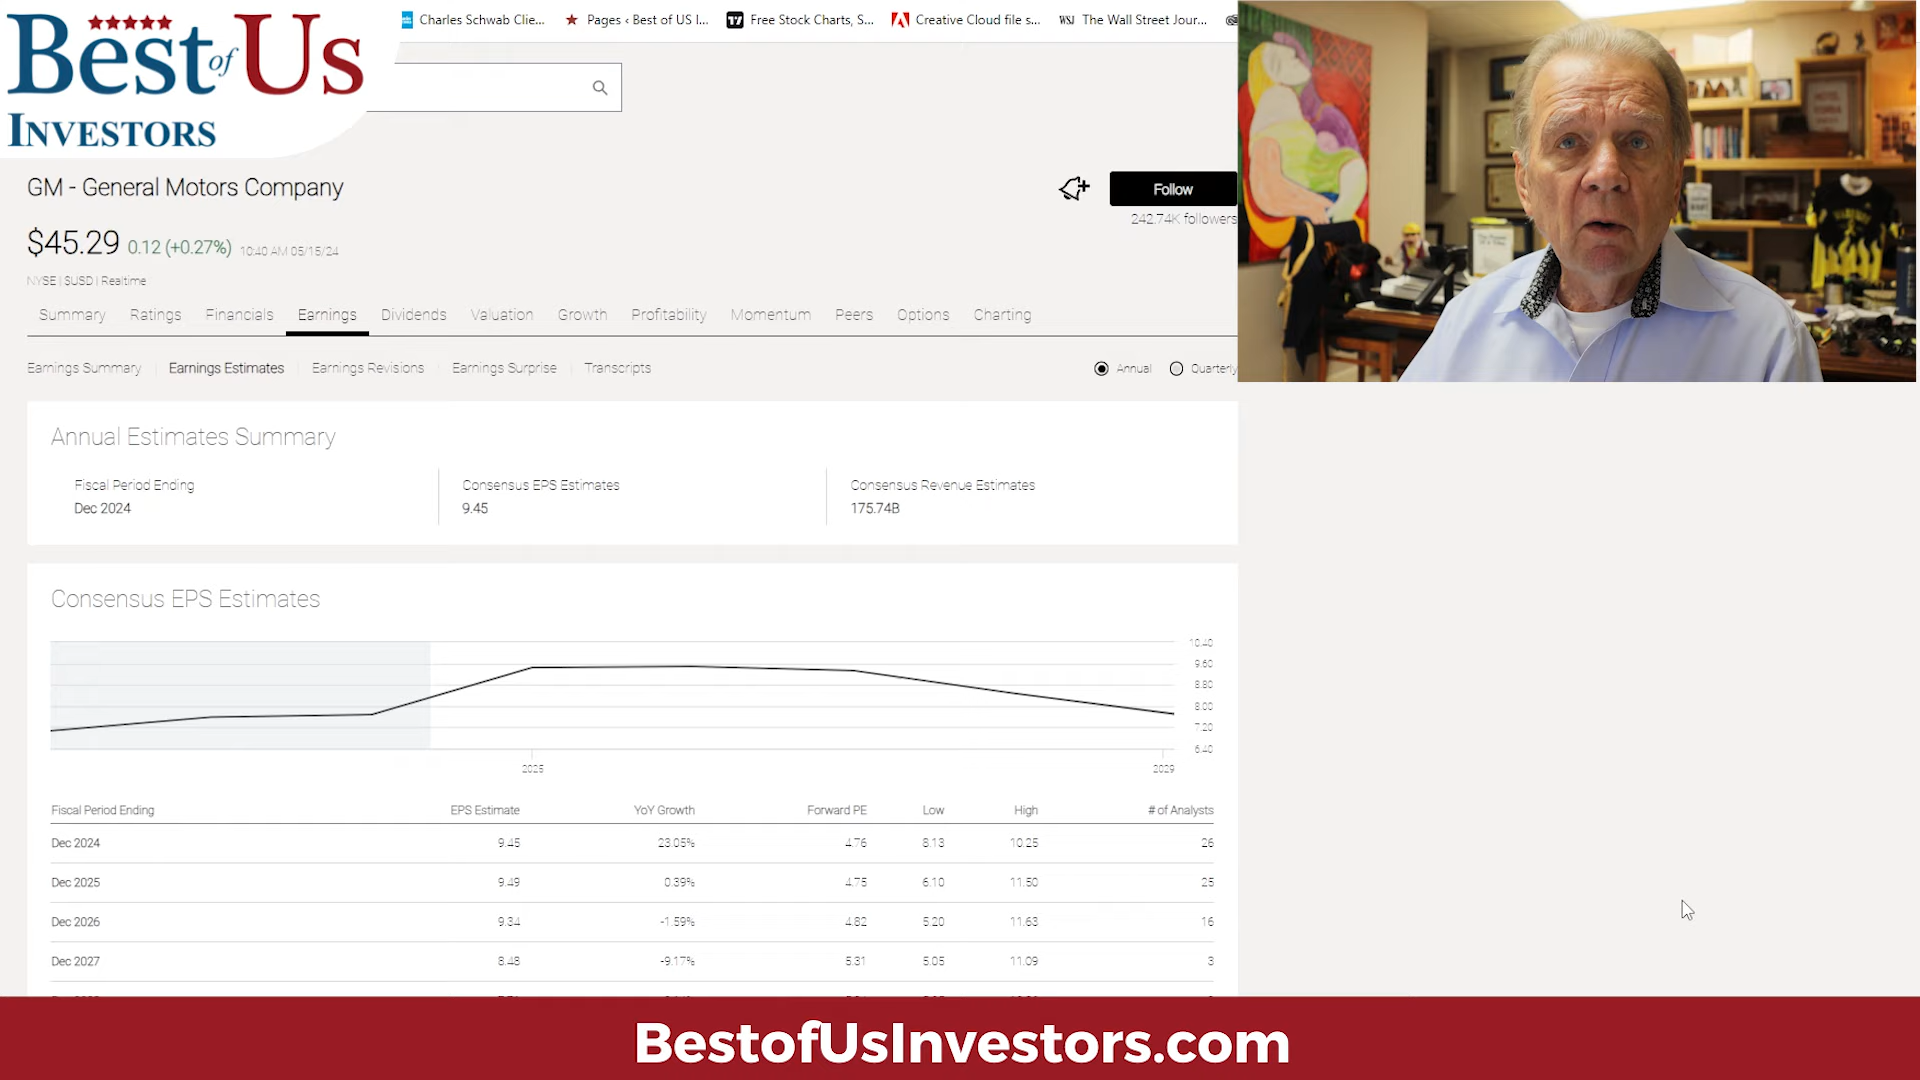 Best of Us
INVESTORS
Charles Schwab Clie...
Pages ‹ Best of US I...
Free Stock Charts, S...
Creative Cloud file s...
WSJ The Wall Street Jour...
GM - General Motors Company
Follow
242.74K followers
$45.29 0.12 (+0.27%) 10:40 AM 05/15/24
NYSE | $USD | Realtime
Summary Ratings Financials Earnings Dividends Valuation Growth Profitability Momentum Peers Options Charting
Earnings Summary Earnings Estimates Earnings Revisions Earnings Surprise Transcripts Annual Quarterly
Annual Estimates Summary
Fiscal Period Ending Consensus EPS Estimates Consensus Revenue Estimates
Dec 2024 9.45 175.74B
Consensus EPS Estimates
10.40
9.60
8.80
8.00
7.20
6.40
2025 2029
Fiscal Period Ending EPS Estimate YoY Growth Forward PE Low High # of Analysts
Dec 2024 9.45 23.05% 4.76 8.13 10.25 26
Dec 2025 9.49 0.39% 4.75 6.10 11.50 25
Dec 2026 9.34 -1.59% 4.82 5.20 11.63 16
Dec 2027 8.48 -9.17% 5.31 5.05 11.09 3
BestofUsInvestors.com